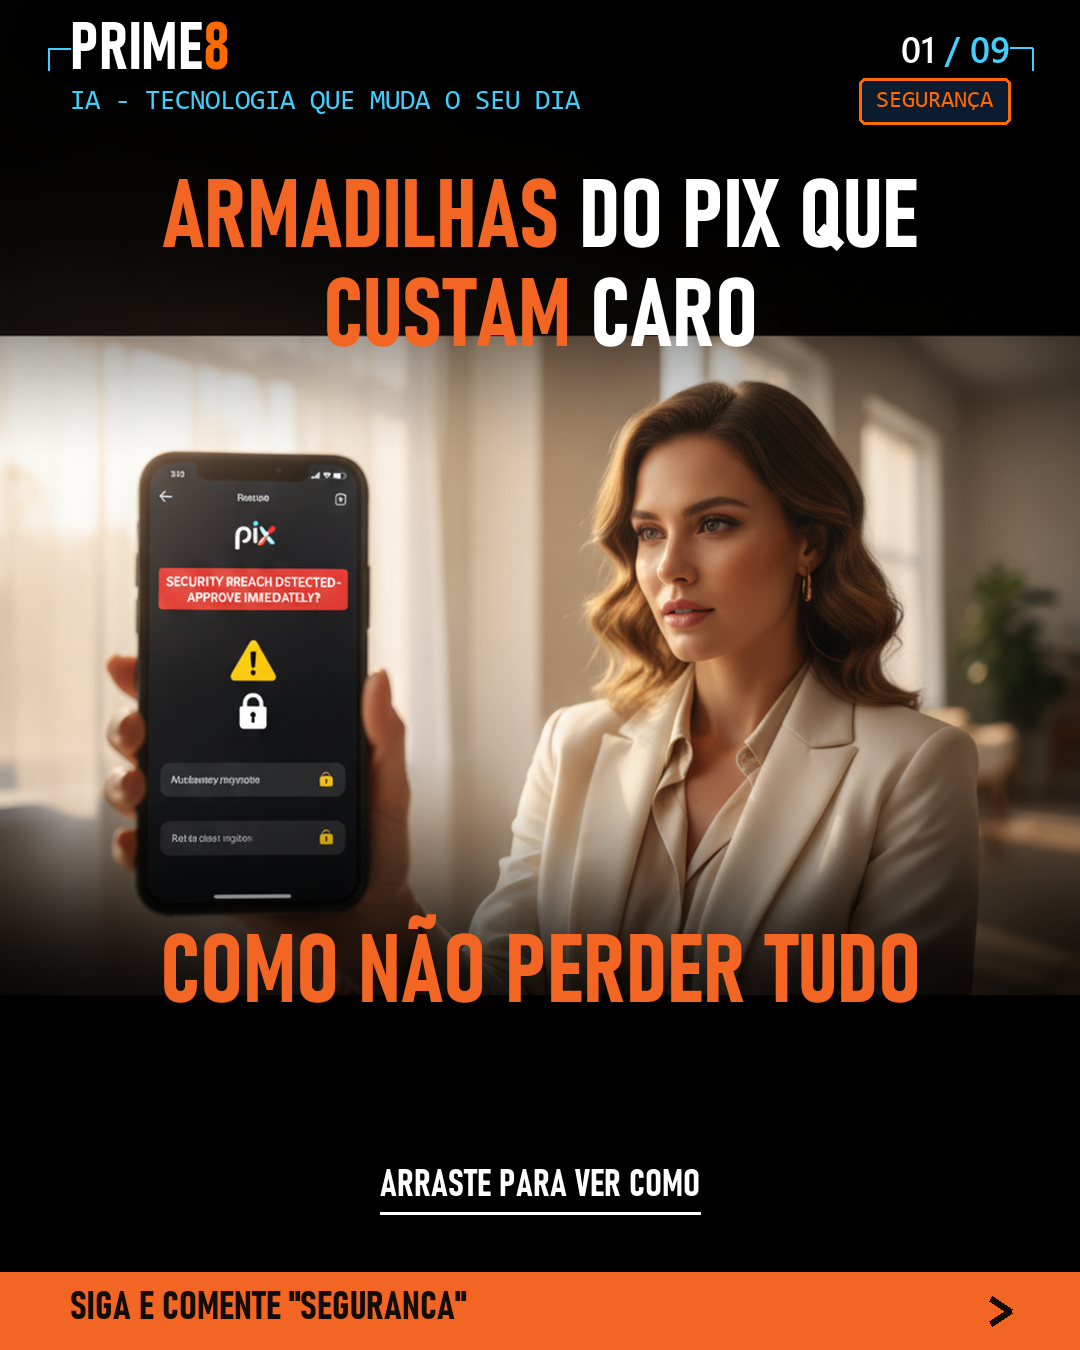 PRIME8
01 / 09
IA - TECNOLOGIA QUE MUDA O SEU DIA
SEGURANÇA
ARMADILHAS DO PIX QUE
CUSTAM CARO
pix
SECURITY RREACH DSTECTED-
APPROVE IMMEDATELY?
COMO NÃO PERDER TUDO
ARRASTE PARA VER COMO
SIGA E COMENTE "SEGURANCA"